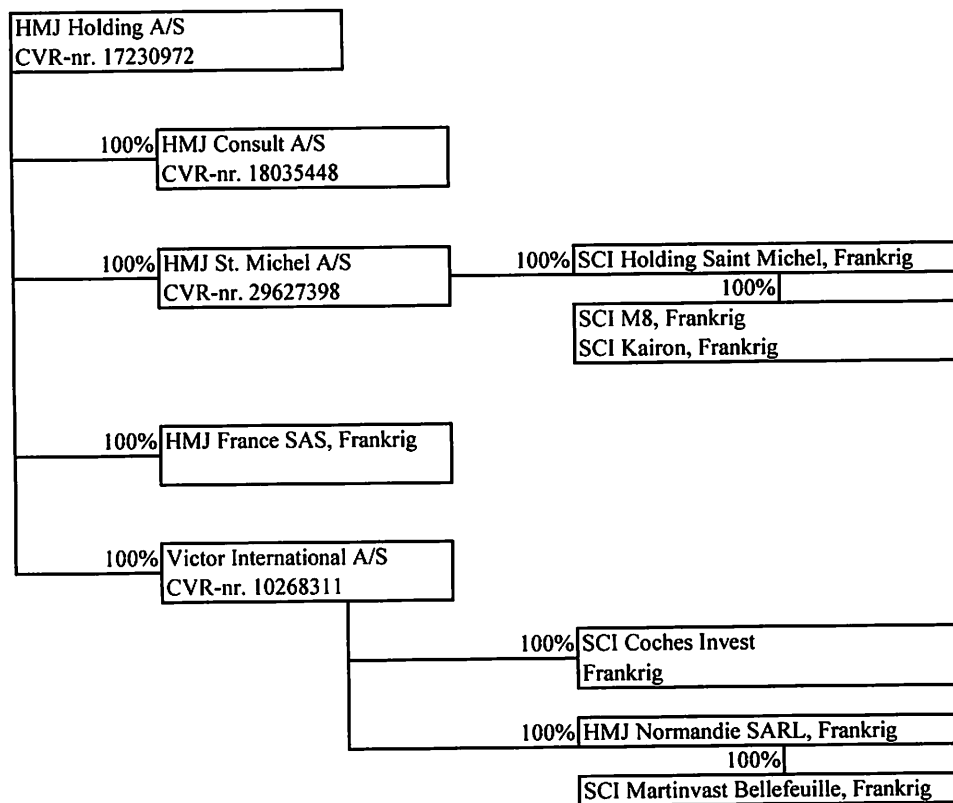 HMJ Holding A/S
CVR-nr. 17230972
100% HMJ Consult A/S
CVR-nr. 18035448
100% HMJ St. Michel A/S
CVR-nr. 29627398
100% SCI Holding Saint Michel, Frankrig
100%
SCI M8, Frankrig
SCI Kairon, Frankrig
100% HMJ France SAS, Frankrig
100% Victor International A/S
CVR-nr. 10268311
100% SCI Coches Invest
Frankrig
100% HMJ Normandie SARL, Frankrig
100%
SCI Martinvast Bellefeuille, Frankrig